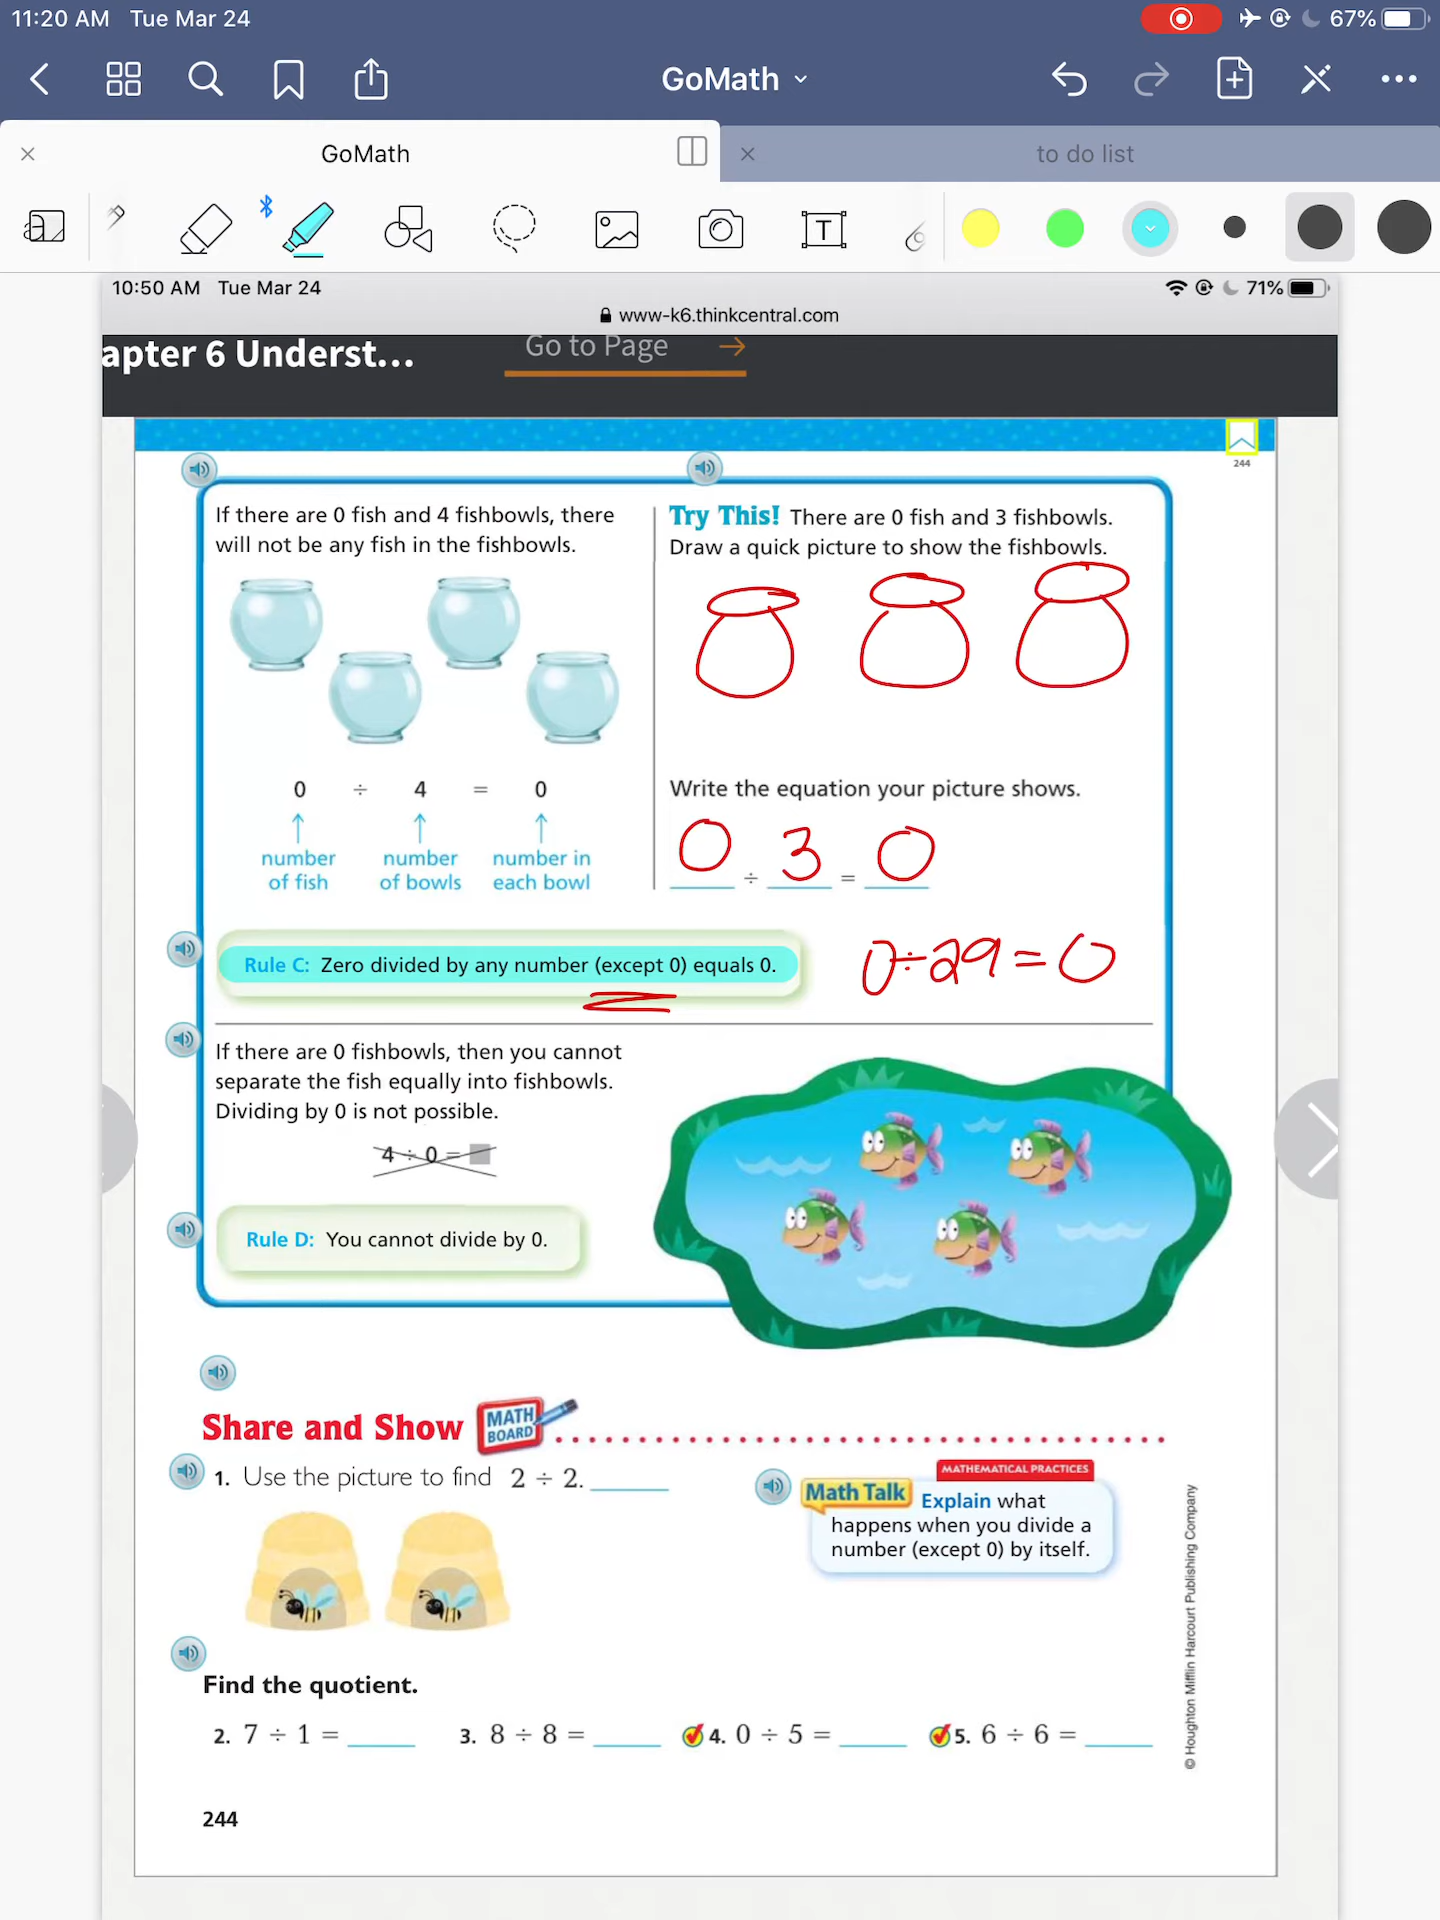 11:20 AM Tue Mar 24
67%
GoMath
GoMath
to do list
T
10:50 AM Tue Mar 24
71%
www-k6.thinkcentral.com
apter 6 Underst...
Go to Page
244
If there are 0 fish and 4 fishbowls, there
will not be any fish in the fishbowls.
0 ÷ 4 = 0
number of fish
number of bowls
number in each bowl
Try This! There are 0 fish and 3 fishbowls.
Draw a quick picture to show the fishbowls.
Write the equation your picture shows.
0 ÷ 3 = 0
Rule C: Zero divided by any number (except 0) equals 0.
0÷29=0
If there are 0 fishbowls, then you cannot
separate the fish equally into fishbowls.
Dividing by 0 is not possible.
4 ÷ 0 =
Rule D: You cannot divide by 0.
Share and Show
MATH
BOARD
1. Use the picture to find 2 ÷ 2.
MATHEMATICAL PRACTICES
Math Talk Explain what
happens when you divide a
number (except 0) by itself.
Find the quotient.
2. 7 ÷ 1 =
3. 8 ÷ 8 =
4. 0 ÷ 5 =
5. 6 ÷ 6 =
© Houghton Mifflin Harcourt Publishing Company
244